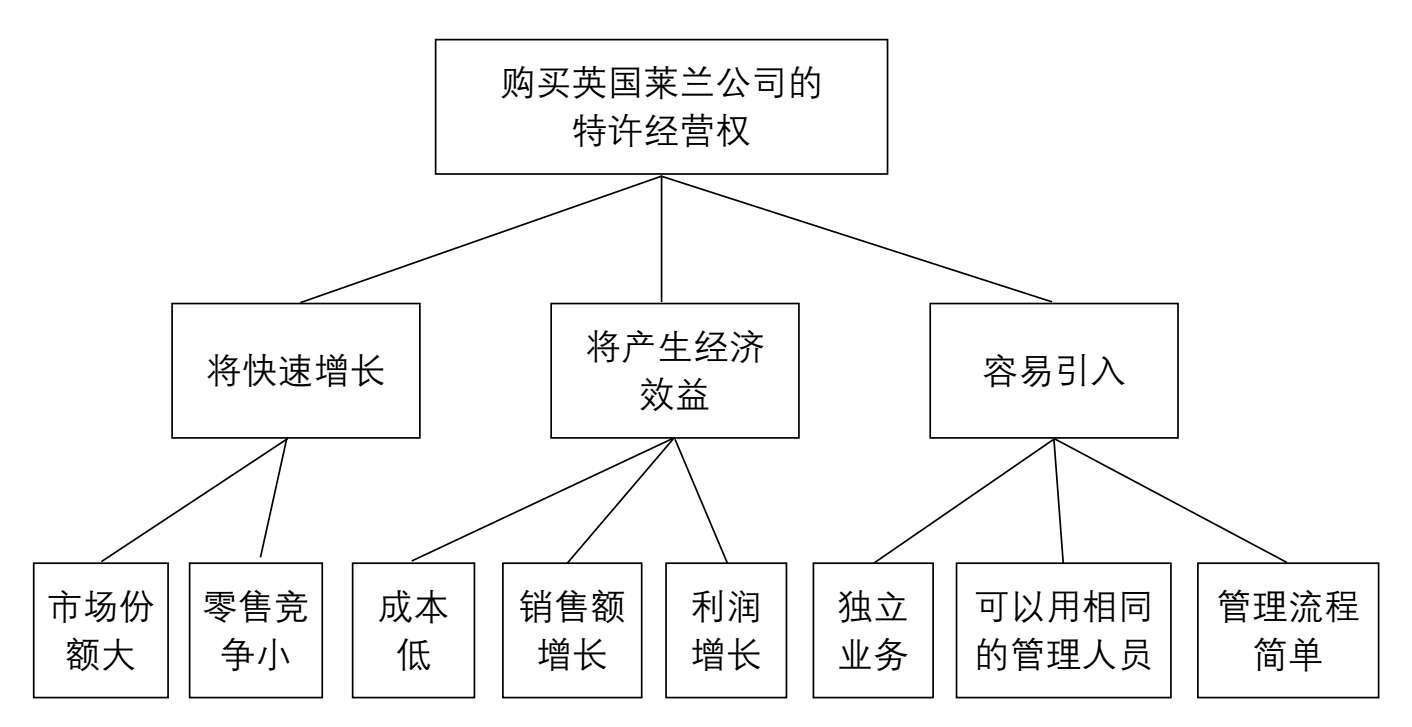 购买英国莱兰公司的
特许经营权
将快速增长
将产生经济
效益
容易引入
市场份
额大
零售竞
争小
成本
低
销售额
增长
利润
增长
独立
业务
可以用相同
的管理人员
管理流程
简单